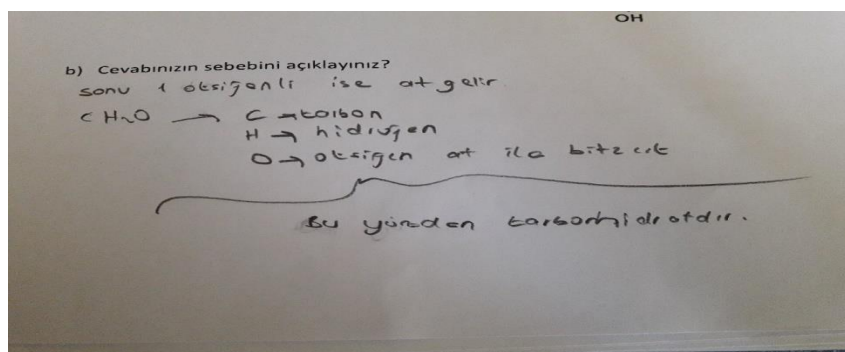 OH
b) Cevabınızın sebebini açıklayınız?
sonu 1 oksijenli ise at gelir.
CH₂O → C → karbon
H → hidrojen
O → oksijen at ile bitecek
Bu yüzden karbonhidratdır.